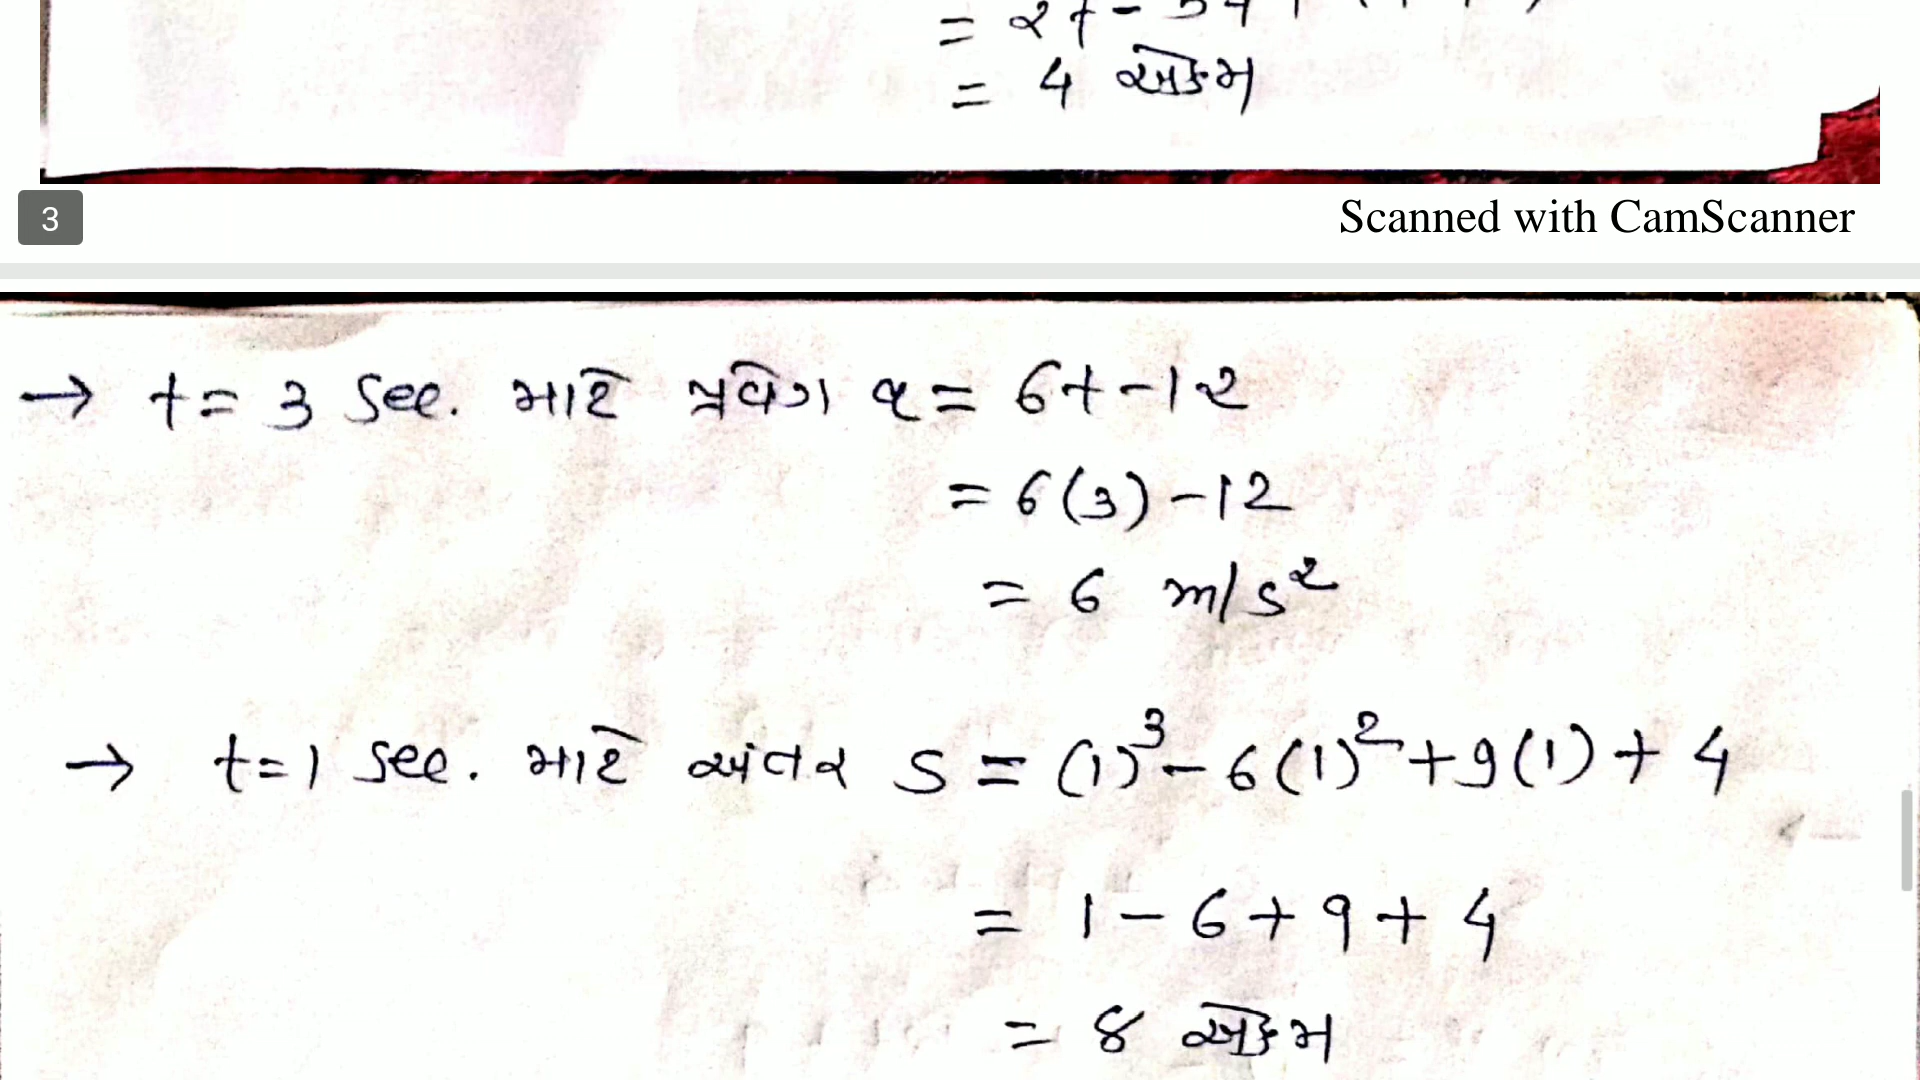 = 4 એકમ
3
Scanned with CamScanner
→ t = 3 sec. માટે પ્રવેગ a = 6t - 12
= 6(3) - 12
= 6 m/s²
→ t = 1 sec. માટે અંતર S = (1)³ - 6(1)² + 9(1) + 4
= 1 - 6 + 9 + 4
= 8 એકમ